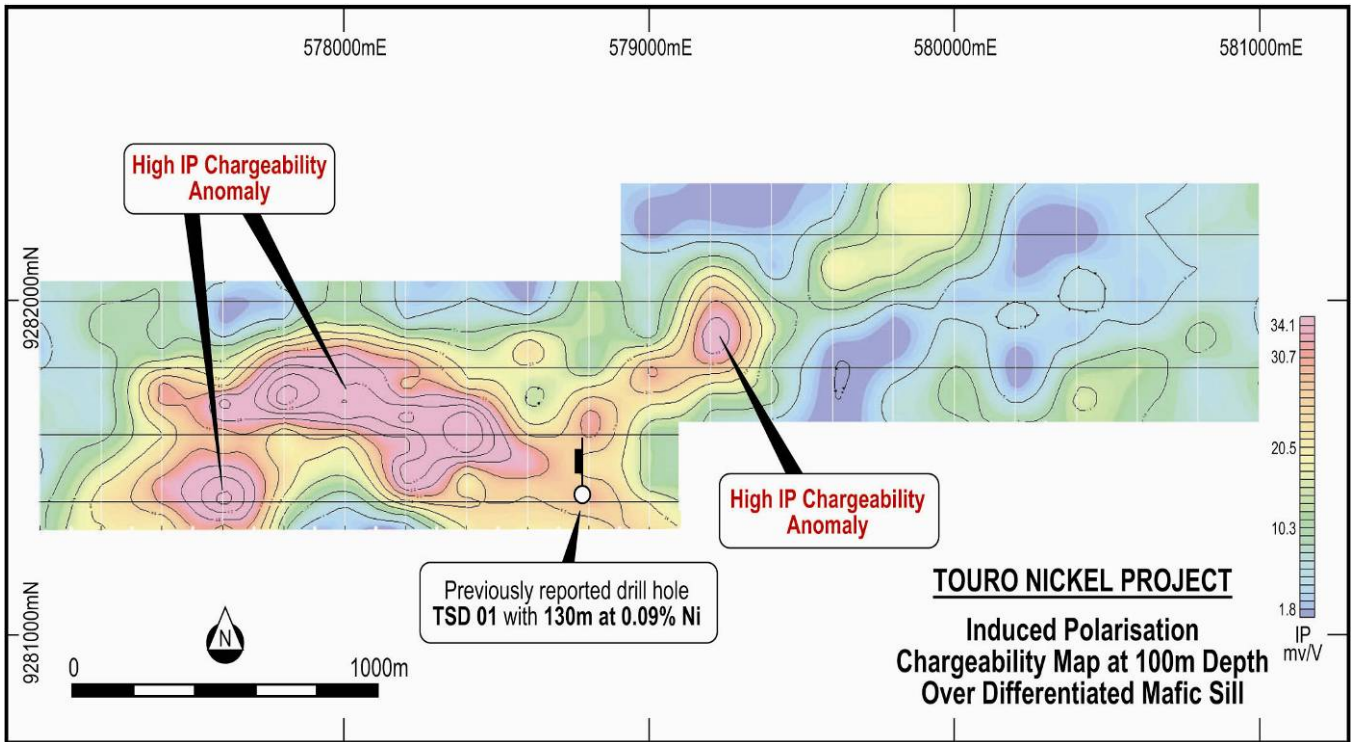 578000mE
579000mE
580000mE
581000mE
High IP Chargeability
Anomaly
9282000mN
34.1
30.7
20.5
10.3
1.8
IP
mv/V
High IP Chargeability
Anomaly
Previously reported drill hole
TSD 01 with 130m at 0.09% Ni
TOURO NICKEL PROJECT
Induced Polarisation
Chargeability Map at 100m Depth
Over Differentiated Mafic Sill
9281000mN
N
0
1000m